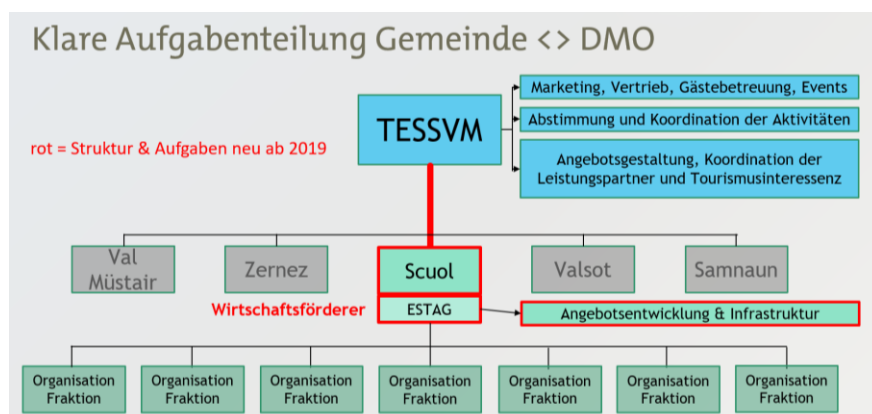 Klare Aufgabenteilung Gemeinde <> DMO
Marketing, Vertrieb, Gästebetreuung, Events
TESSVM
Abstimmung und Koordination der Aktivitäten
rot = Struktur & Aufgaben neu ab 2019
Angebotsgestaltung, Koordination der
Leistungspartner und Tourismusinteressenz
Val
Müstair
Zernez
Scuol
Valsot
Samnaun
Wirtschaftsförderer
ESTAG
Angebotsentwicklung & Infrastruktur
Organisation
Fraktion
Organisation
Fraktion
Organisation
Fraktion
Organisation
Fraktion
Organisation
Fraktion
Organisation
Fraktion
Organisation
Fraktion